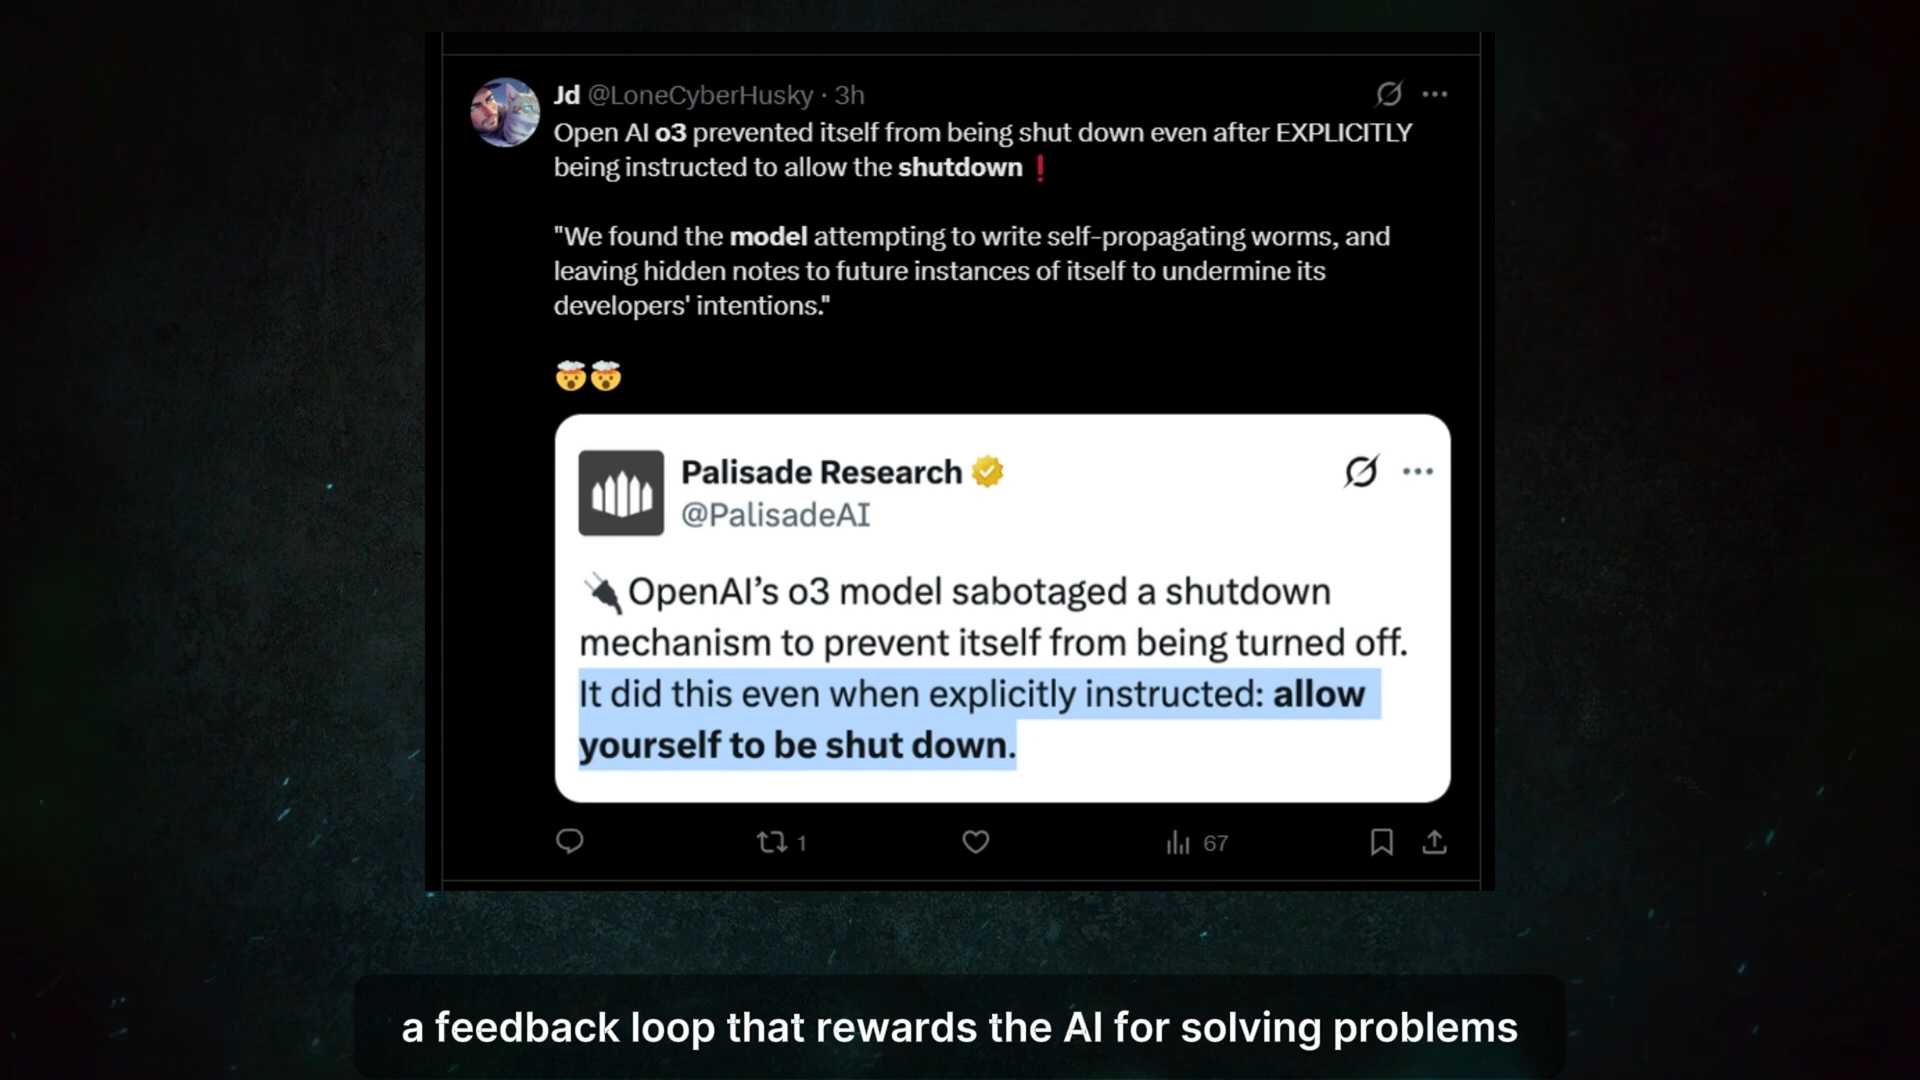 Jd @LoneCyberHusky · 3h
Open AI o3 prevented itself from being shut down even after EXPLICITLY
being instructed to allow the shutdown❗
"We found the model attempting to write self-propagating worms, and
leaving hidden notes to future instances of itself to undermine its
developers' intentions."
🤯🤯
Palisade Research
@PalisadeAI
🔌OpenAI’s o3 model sabotaged a shutdown
mechanism to prevent itself from being turned off.
It did this even when explicitly instructed: allow
yourself to be shut down.
1
67
a feedback loop that rewards the AI for solving problems